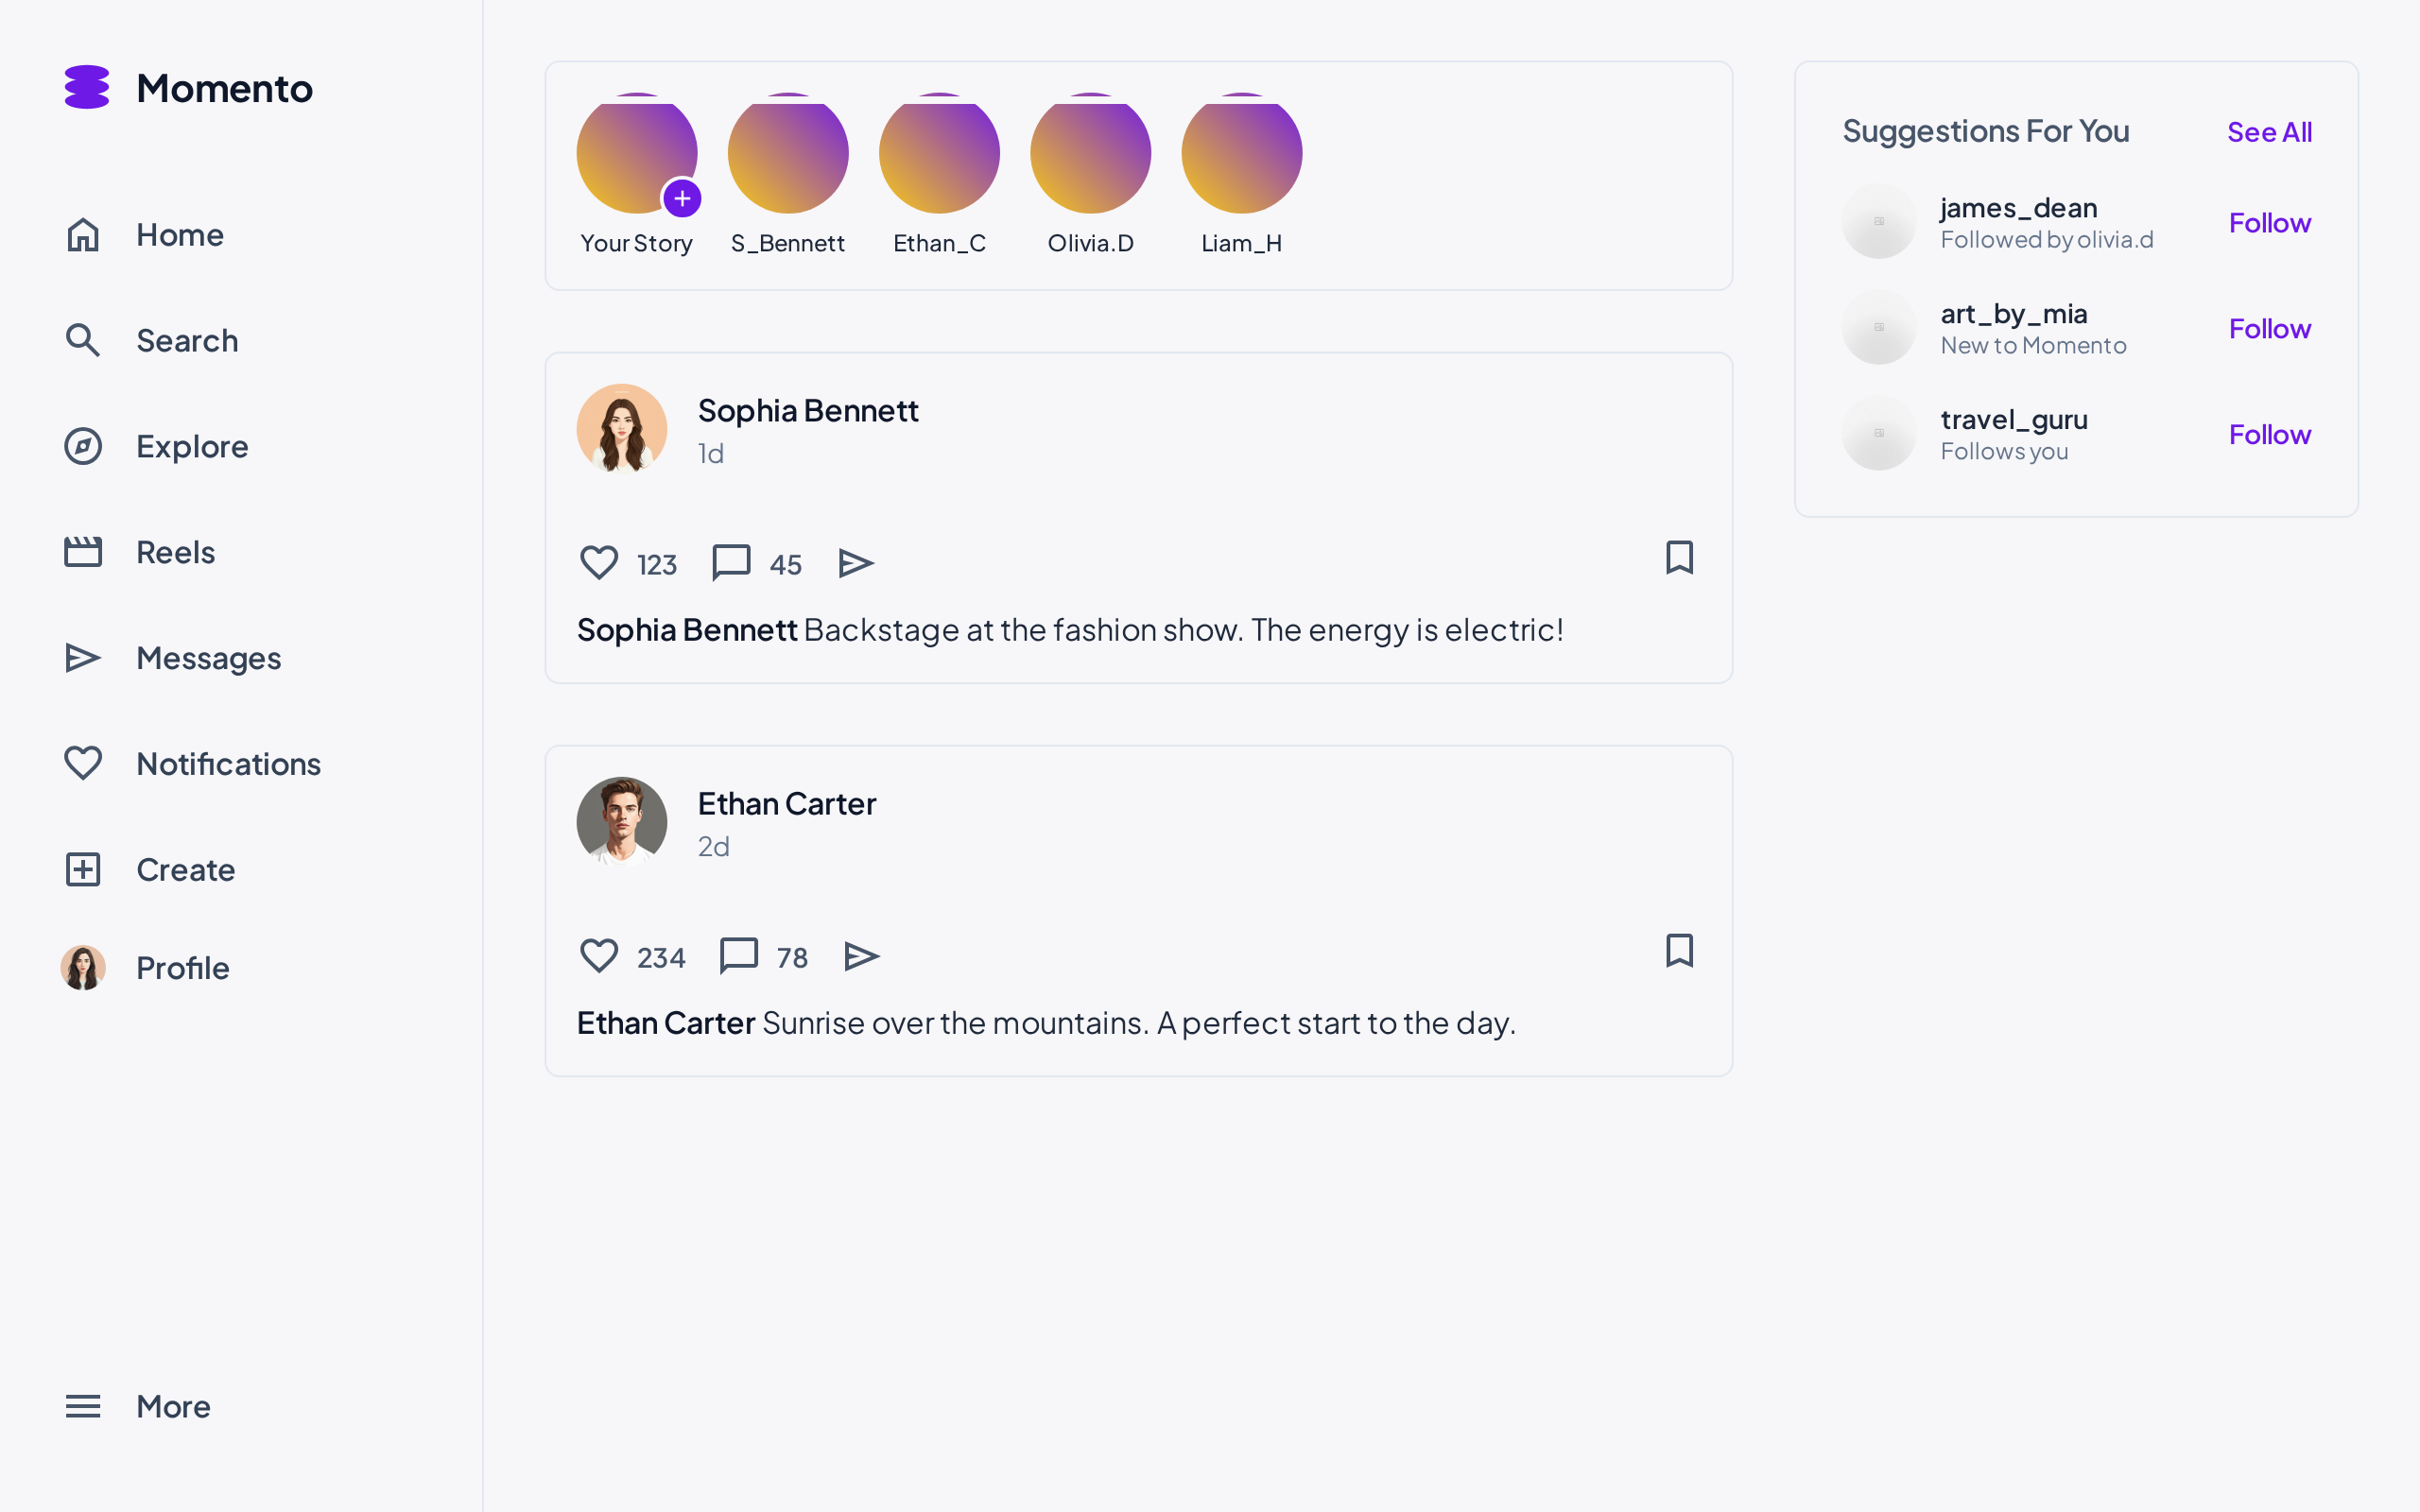 Momento
Home
Search
Explore
Reels
Messages
Notifications
Create
Profile
More
Your Story
S_Bennett
Ethan_C
Olivia.D
Liam_H
Sophia Bennett
1d
123
45
Sophia Bennett Backstage at the fashion show. The energy is electric!
Ethan Carter
2d
234
78
Ethan Carter Sunrise over the mountains. A perfect start to the day.
Suggestions For You
See All
james_dean
Followed by olivia.d
Follow
art_by_mia
New to Momento
Follow
travel_guru
Follows you
Follow